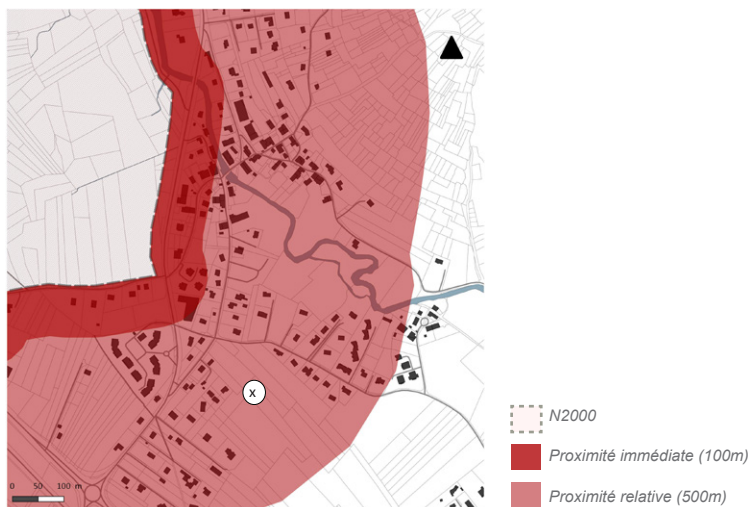 x
0 50 100 m
N2000
Proximité immédiate (100m)
Proximité relative (500m)